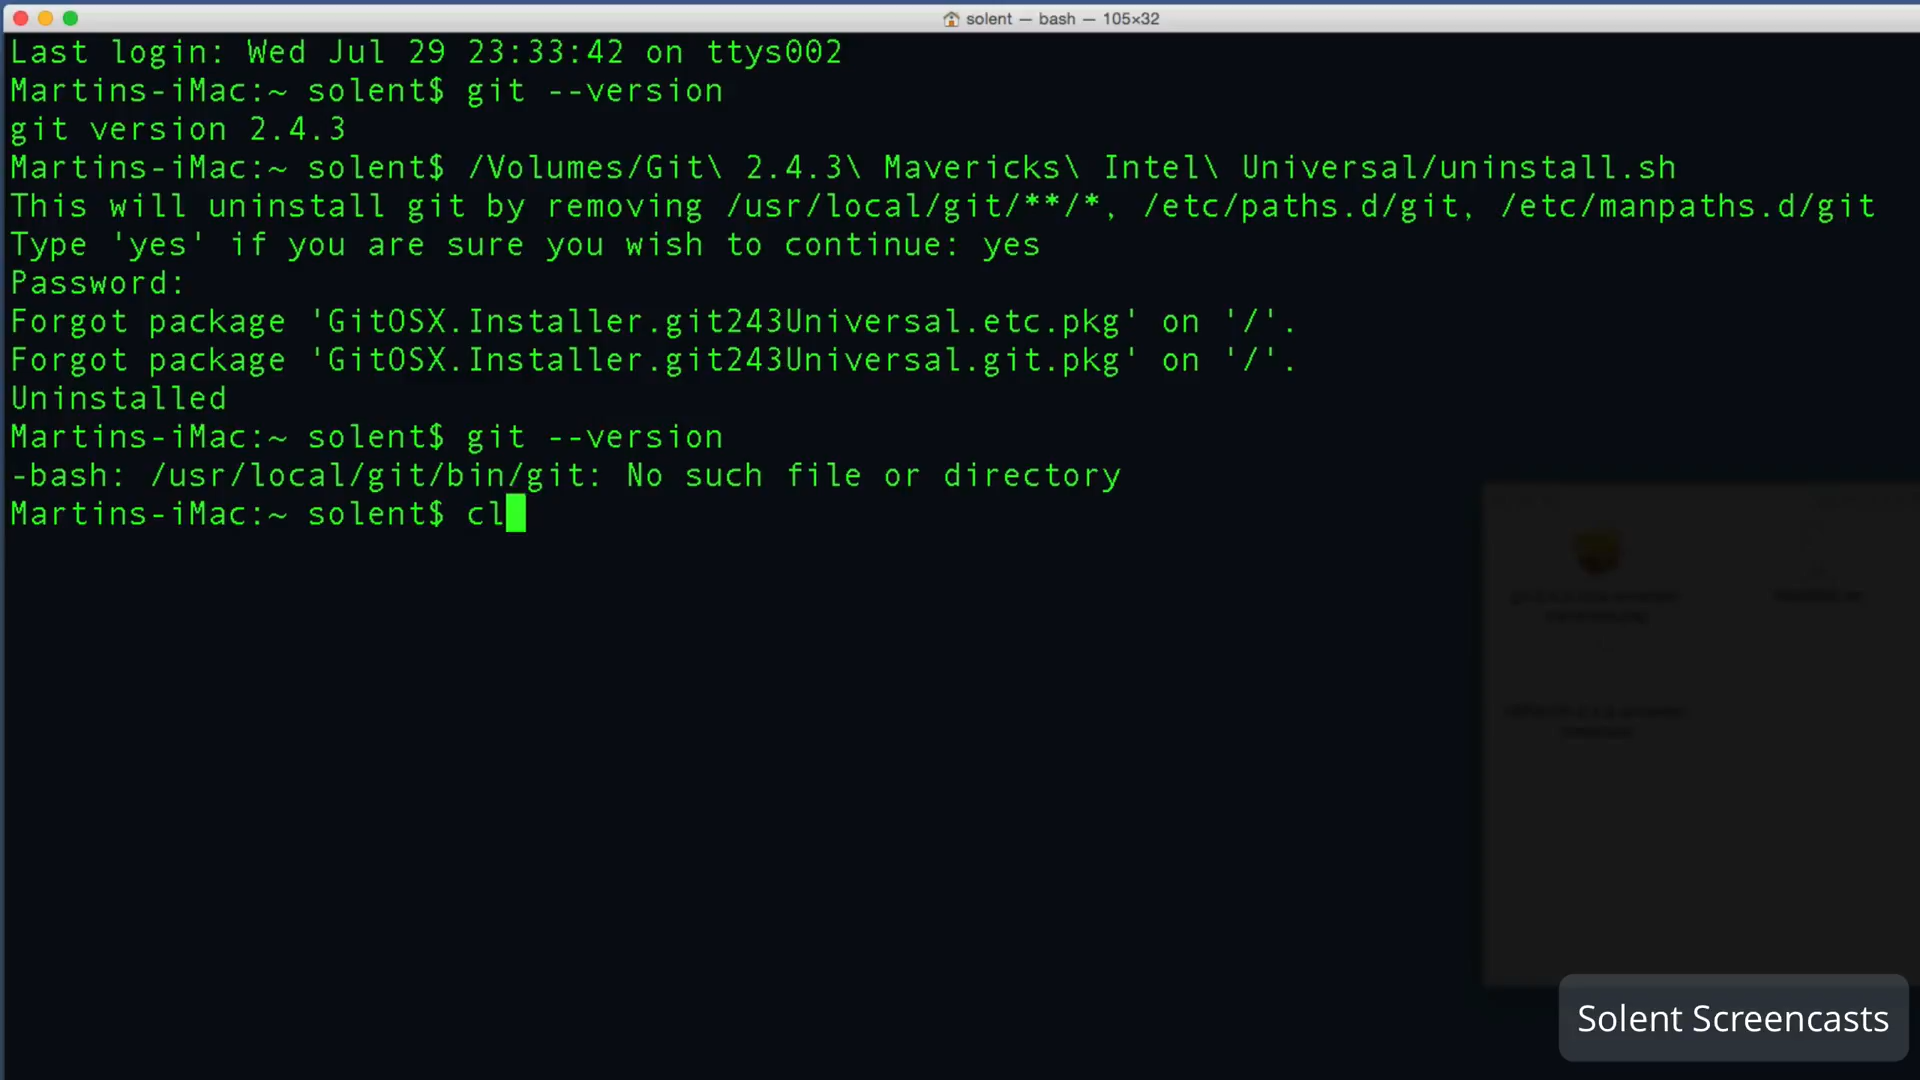 solent — bash — 105×32
Last login: Wed Jul 29 23:33:42 on ttys002
Martins-iMac:~ solent$ git --version
git version 2.4.3
Martins-iMac:~ solent$ /Volumes/Git\ 2.4.3\ Mavericks\ Intel\ Universal/uninstall.sh
This will uninstall git by removing /usr/local/git/**/*, /etc/paths.d/git, /etc/manpaths.d/git
Type 'yes' if you are sure you wish to continue: yes
Password:
Forgot package 'GitOSX.Installer.git243Universal.etc.pkg' on '/'.
Forgot package 'GitOSX.Installer.git243Universal.git.pkg' on '/'.
Uninstalled
Martins-iMac:~ solent$ git --version
-bash: /usr/local/git/bin/git: No such file or directory
Martins-iMac:~ solent$ cl
Solent Screencasts